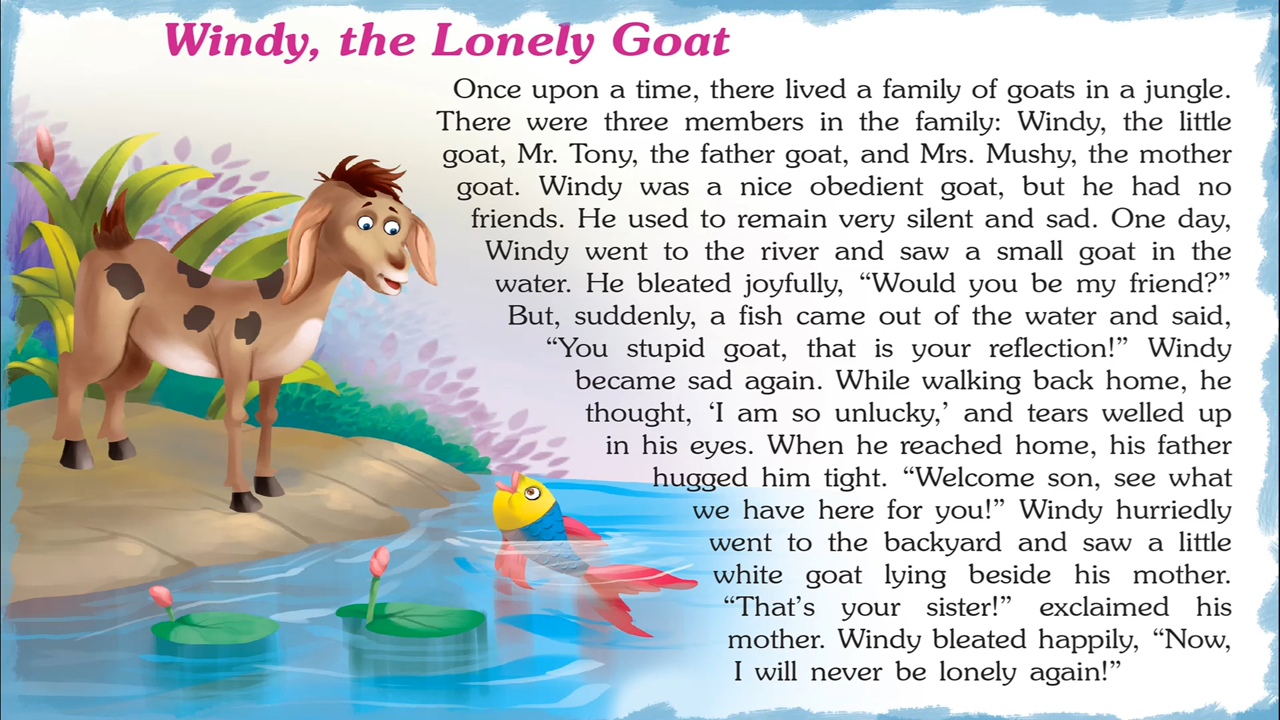 Windy, the Lonely Goat
Once upon a time, there lived a family of goats in a jungle.
There were three members in the family: Windy, the little
goat, Mr. Tony, the father goat, and Mrs. Mushy, the mother
goat. Windy was a nice obedient goat, but he had no
friends. He used to remain very silent and sad. One day,
Windy went to the river and saw a small goat in the
water. He bleated joyfully, “Would you be my friend?”
But, suddenly, a fish came out of the water and said,
“You stupid goat, that is your reflection!” Windy
became sad again. While walking back home, he
thought, ‘I am so unlucky,’ and tears welled up
in his eyes. When he reached home, his father
hugged him tight. “Welcome son, see what
we have here for you!” Windy hurriedly
went to the backyard and saw a little
white goat lying beside his mother.
“That’s your sister!” exclaimed his
mother. Windy bleated happily, “Now,
I will never be lonely again!”